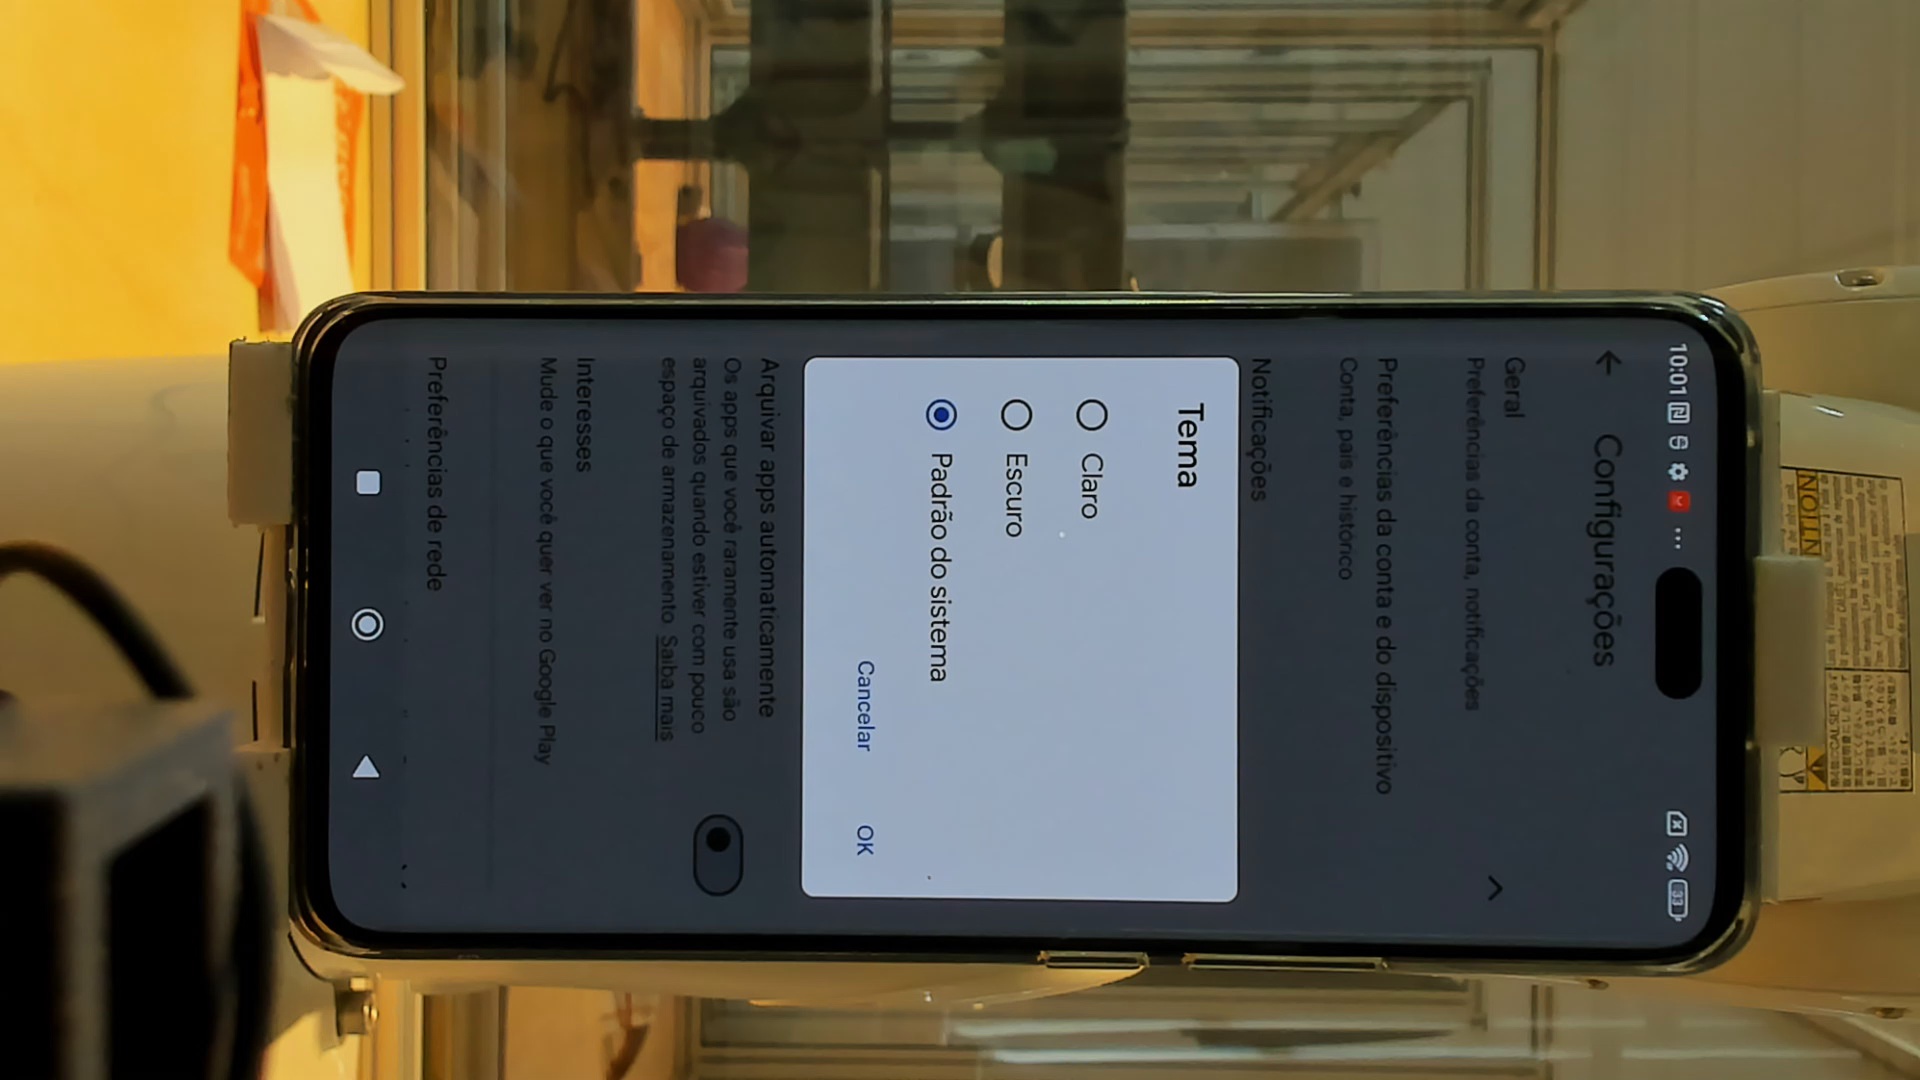 10:01
33
Configurações
Geral
Preferências da conta, notificações
Preferências da conta e do dispositivo
Conta, país e histórico
Notificações
Tema
Claro
Escuro
Padrão do sistema
Cancelar
OK
Arquivar apps automaticamente
Os apps que você raramente usa são
arquivados quando estiver com pouco
espaço de armazenamento. Saiba mais
Interesses
Mude o que você quer ver no Google Play
Preferências de rede